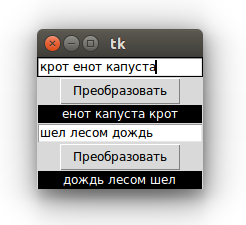 tk
крот енот капуста
Преобразовать
енот капуста крот
шел лесом дождь
Преобразовать
дождь лесом шел